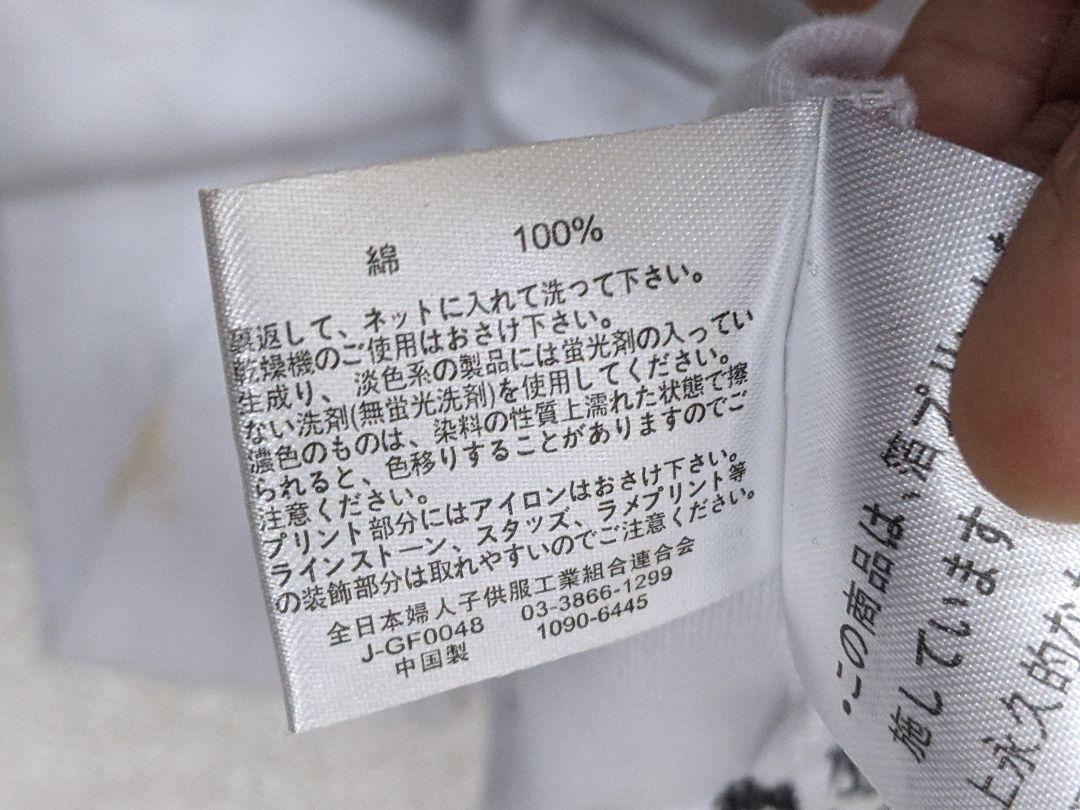 綿 100%
裏返して、ネットに入れて洗って下さい。
乾燥機のご使用はおさけ下さい。
生成り、淡色系の製品には蛍光剤の入ってい
ない洗剤(無蛍光洗剤)を使用してください。
濃色のものは、染料の性質上濡れた状態で擦
られると、色移りすることがありますのでご
注意ください。
プリント部分にはアイロンはおさけ下さい。
ラインストーン、スタッズ、ラメプリント等
の装飾部分は取れやすいのでご注意ください。
全日本婦人子供服工業組合連合会
J-GF0048 03-3866-1299
中国製 1090-6445
・この商品は、箔プリ
施しています
上永久的な